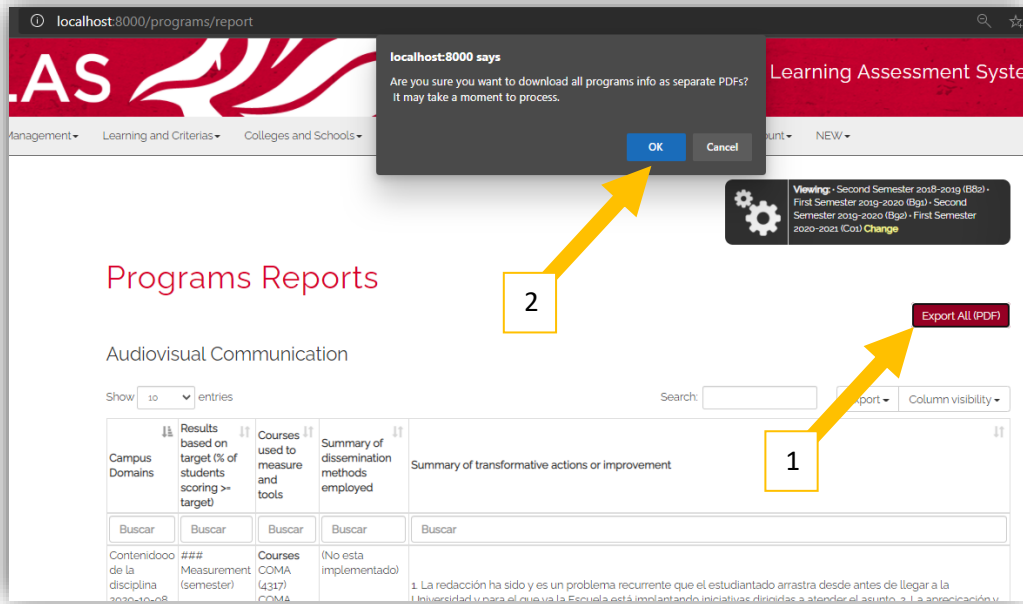 localhost:8000/programs/report
LAS
Learning Assessment Syste
localhost:8000 says
Are you sure you want to download all programs info as separate PDFs?
It may take a moment to process.
OK
Cancel
Management
Learning and Criterias
Colleges and Schools
NEW
Viewing: • Second Semester 2018-2019 (B82) •
First Semester 2019-2020 (B91) • Second
Semester 2019-2020 (B92) • First Semester
2020-2021 (C01) Change
Programs Reports
2
Export All (PDF)
Audiovisual Communication
Show 10 entries
Search:
Column visibility
1
Campus
Domains
Results
based on
target (% of
students
scoring >=
target)
Courses
used to
measure
and
tools
Summary of
dissemination
methods
employed
Summary of transformative actions or improvement
Buscar
Buscar
Buscar
Buscar
Buscar
Contenidooo
de la
disciplina
2020-10-08
###
Measurement
(semester)
Courses
COMA
(4317)
COMA
(No esta
implementado)
1. La redacción ha sido y es un problema recurrente que el estudiantado arrastra desde antes de llegar a la
Universidad y para el que ya la Escuela está implantando iniciativas dirigidas a atender el asunto. 2. La apreciación y